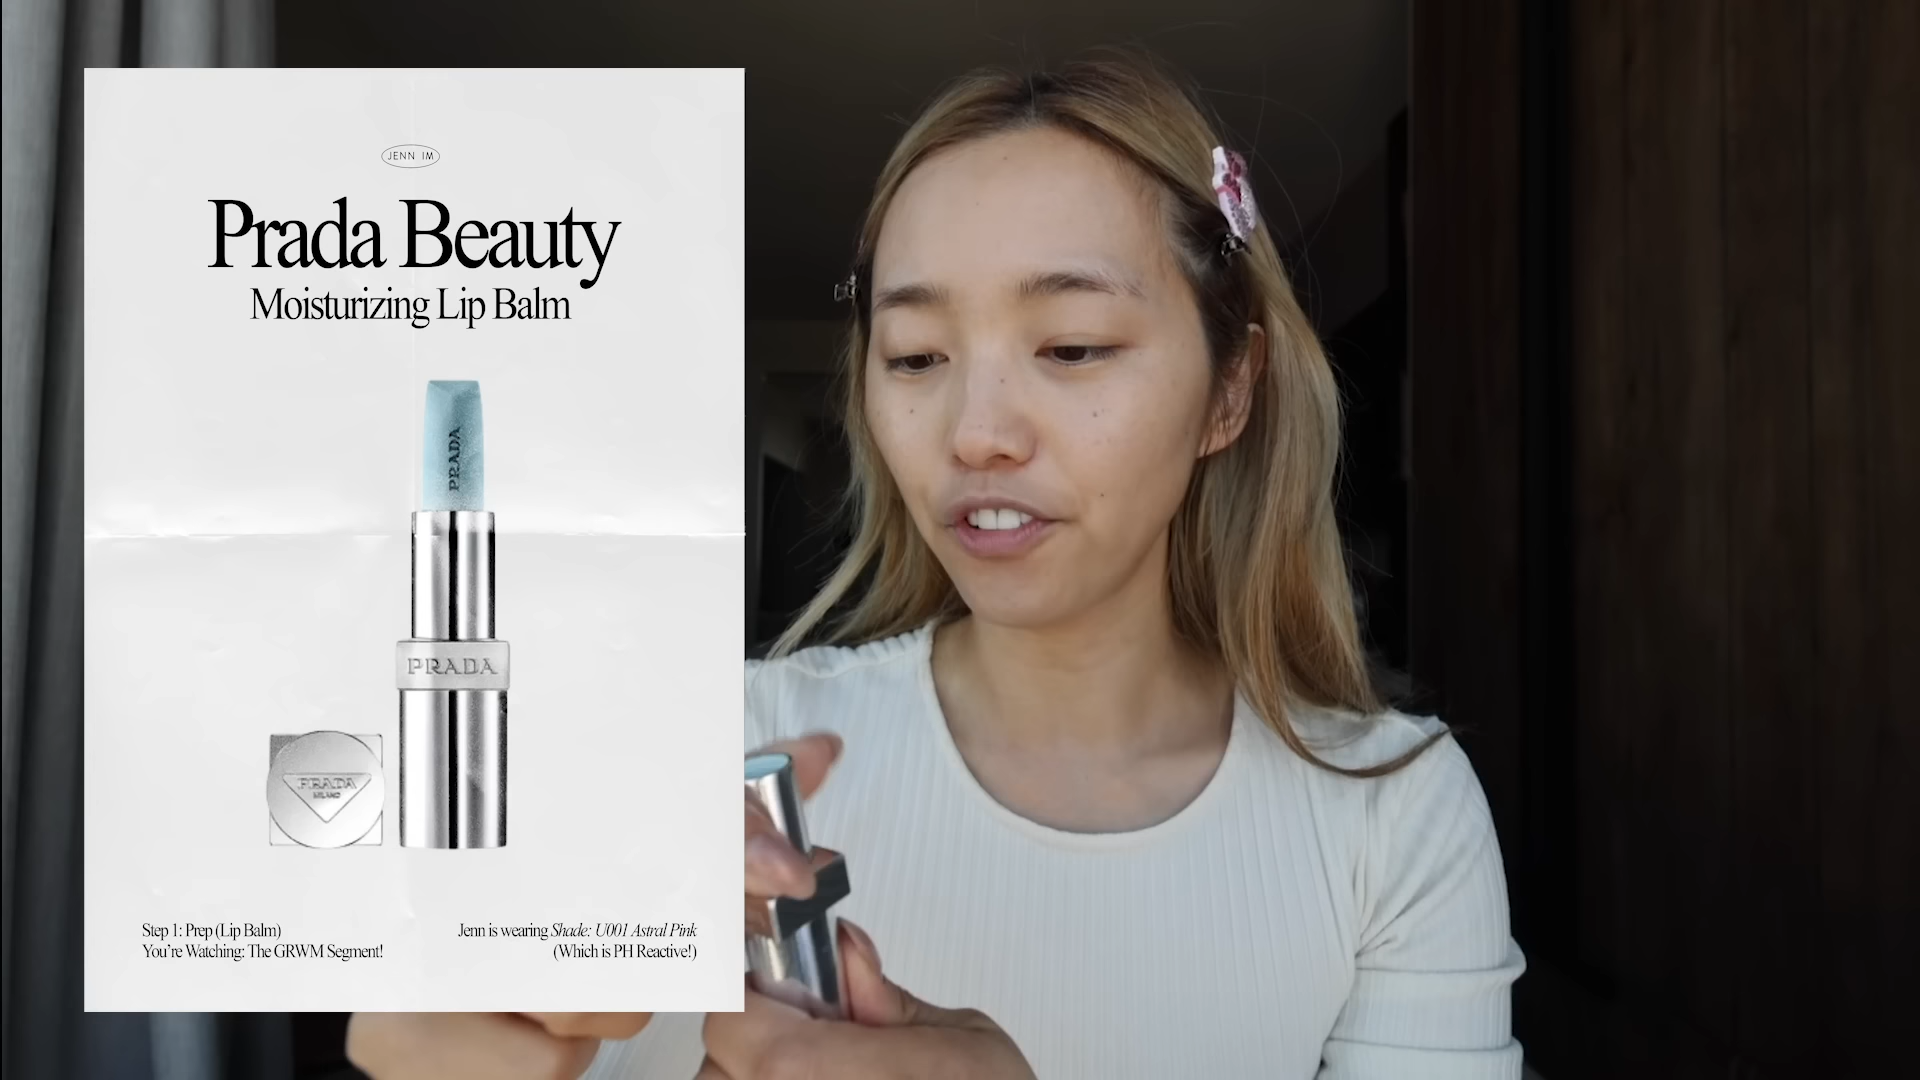 JENN IM
Prada Beauty
Moisturizing Lip Balm
PRADA
PRADA
PRADA
MILANO
Step 1: Prep (Lip Balm)
You're Watching: The GRWM Segment!
Jenn is wearing Shade: U001 Astral Pink
(Which is PH Reactive!)